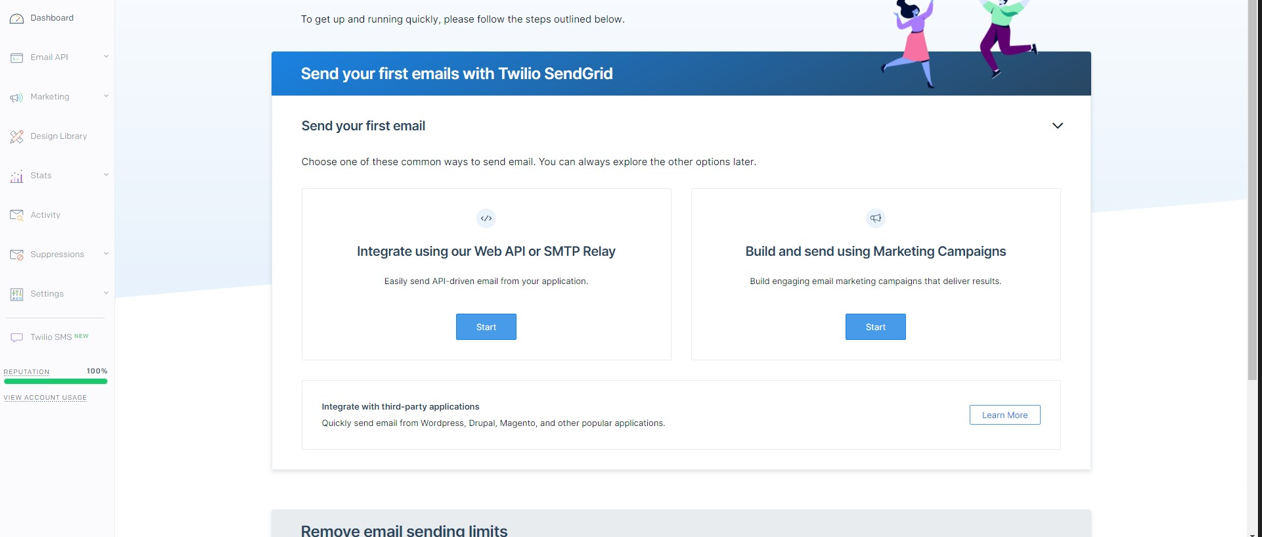 Dashboard
Email API
Marketing
Design Library
Stats
Activity
Suppressions
Settings
Twilio SMS NEW
REPUTATION 100%
VIEW ACCOUNT USAGE
To get up and running quickly, please follow the steps outlined below.
Send your first emails with Twilio SendGrid
Send your first email
Choose one of these common ways to send email. You can always explore the other options later.
Integrate using our Web API or SMTP Relay
Easily send API-driven email from your application.
Start
Build and send using Marketing Campaigns
Build engaging email marketing campaigns that deliver results.
Start
Integrate with third-party applications
Quickly send email from Wordpress, Drupal, Magento, and other popular applications.
Learn More
Remove email sending limits